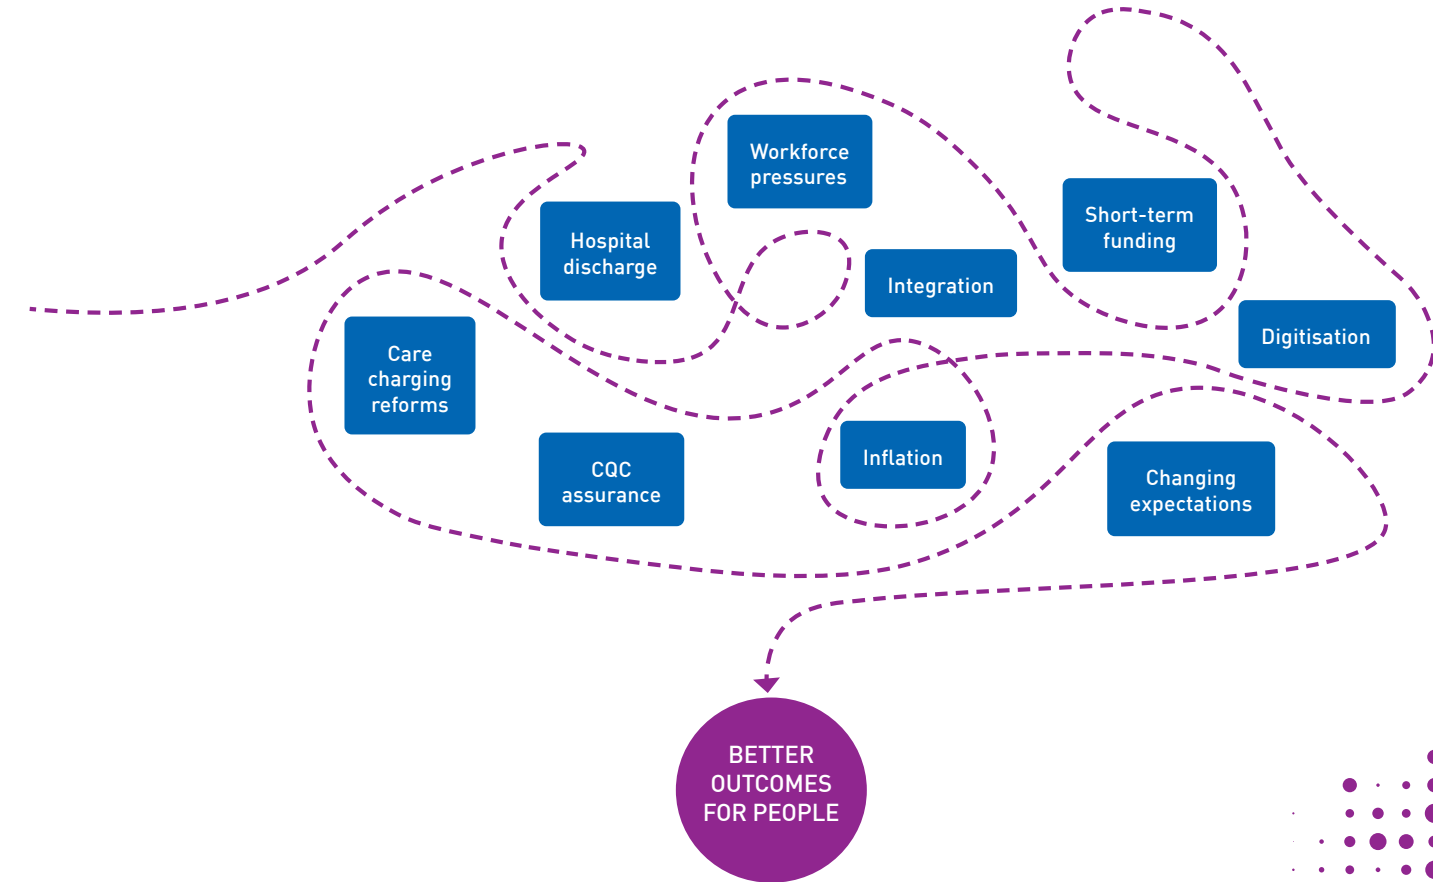 Workforce
pressures
Short-term
funding
Hospital
discharge
Integration
Digitisation
Care
charging
reforms
Inflation
CQC
assurance
Changing
expectations
BETTER
OUTCOMES
FOR PEOPLE